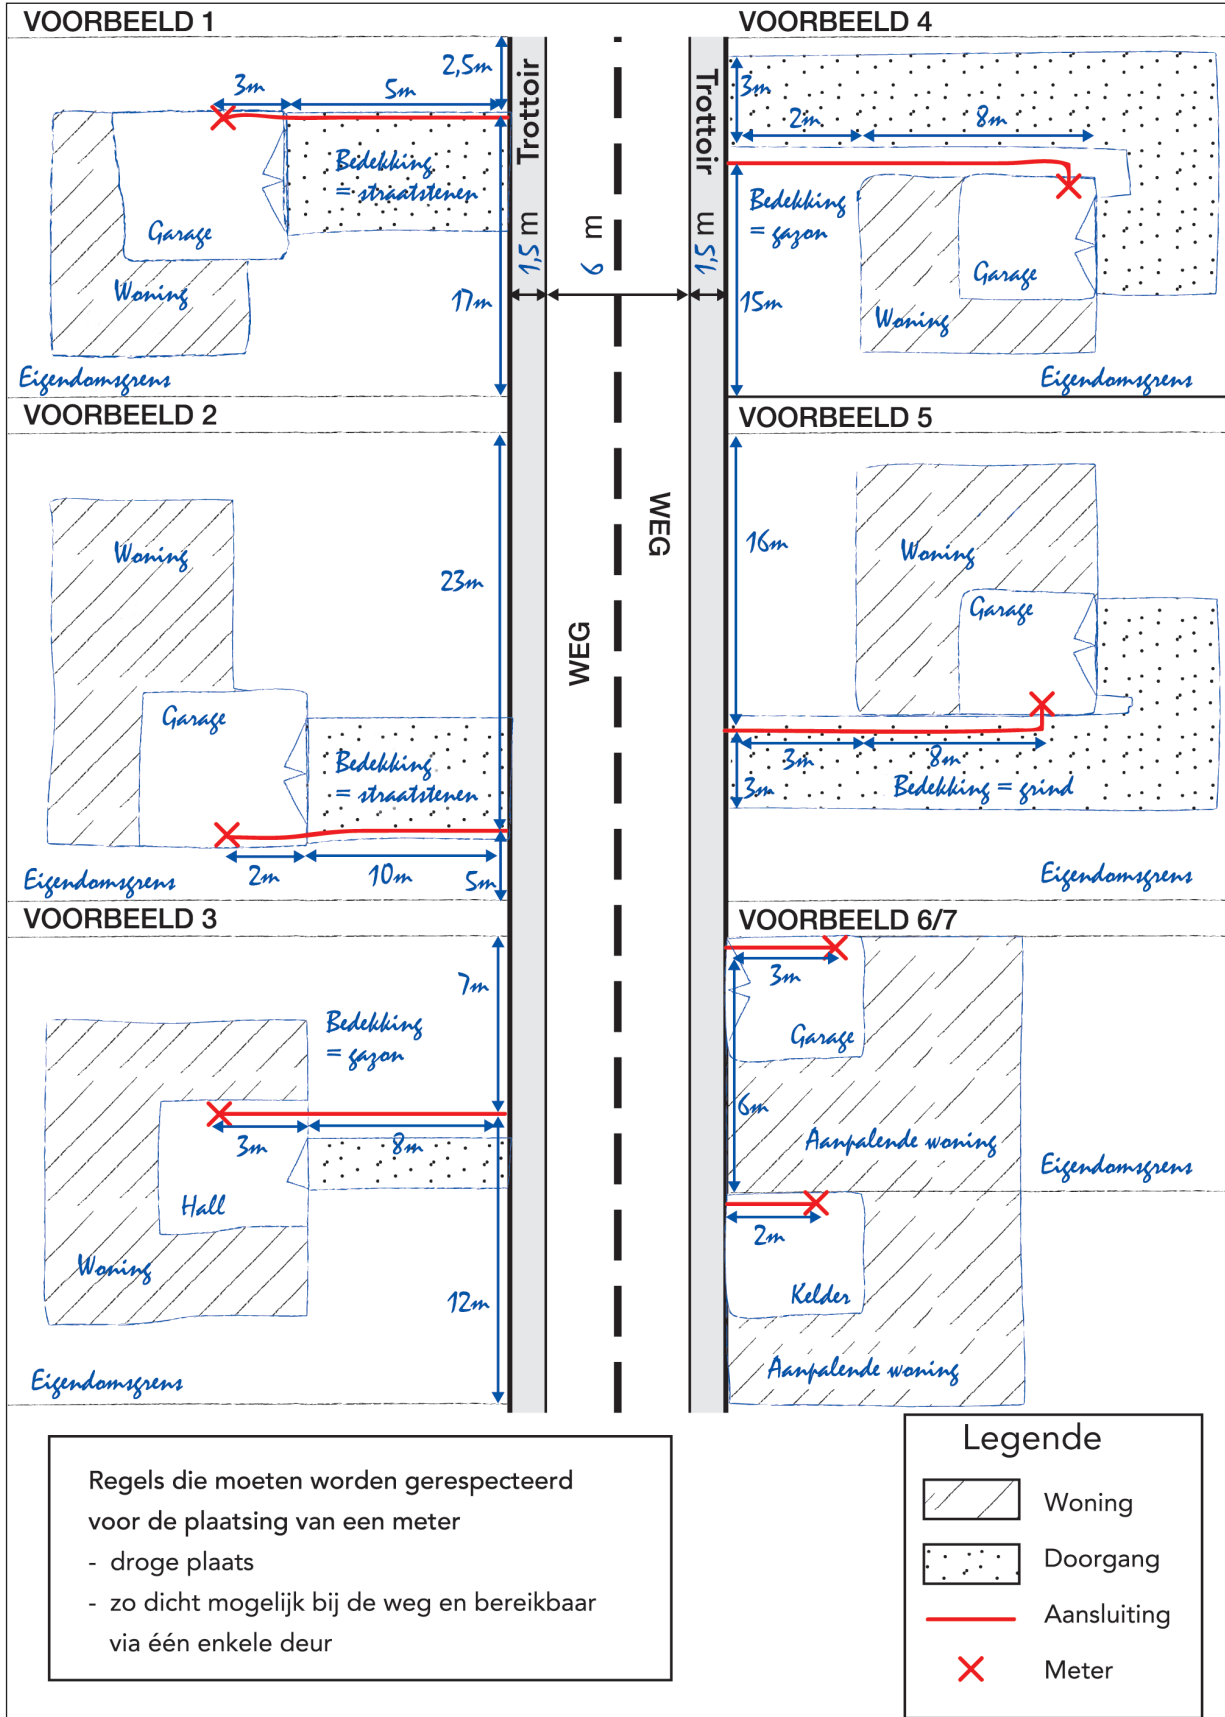 VOORBEELD 1
2,5m
3m
5m
Bedekking
= straatstenen
Garage
Woning
17m
Eigendomsgrens
VOORBEELD 2
Woning
23m
Garage
Bedekking
= straatstenen
2m
10m
5m
Eigendomsgrens
VOORBEELD 3
7m
Bedekking
= gazon
3m
8m
Hall
Woning
12m
Eigendomsgrens
Trottoir
1,5 m
6 m
WEG
WEG
Trottoir
1,5 m
VOORBEELD 4
3m
2m
8m
Bedekking
= gazon
Garage
15m
Woning
Eigendomsgrens
VOORBEELD 5
16m
Woning
Garage
3m
8m
3m
Bedekking = grind
Eigendomsgrens
VOORBEELD 6/7
3m
Garage
6m
Aanpalende woning
Eigendomsgrens
2m
Kelder
Aanpalende woning
Regels die moeten worden gerespecteerd
voor de plaatsing van een meter
- droge plaats
- zo dicht mogelijk bij de weg en bereikbaar
via één enkele deur
Legende
Woning
Doorgang
Aansluiting
Meter